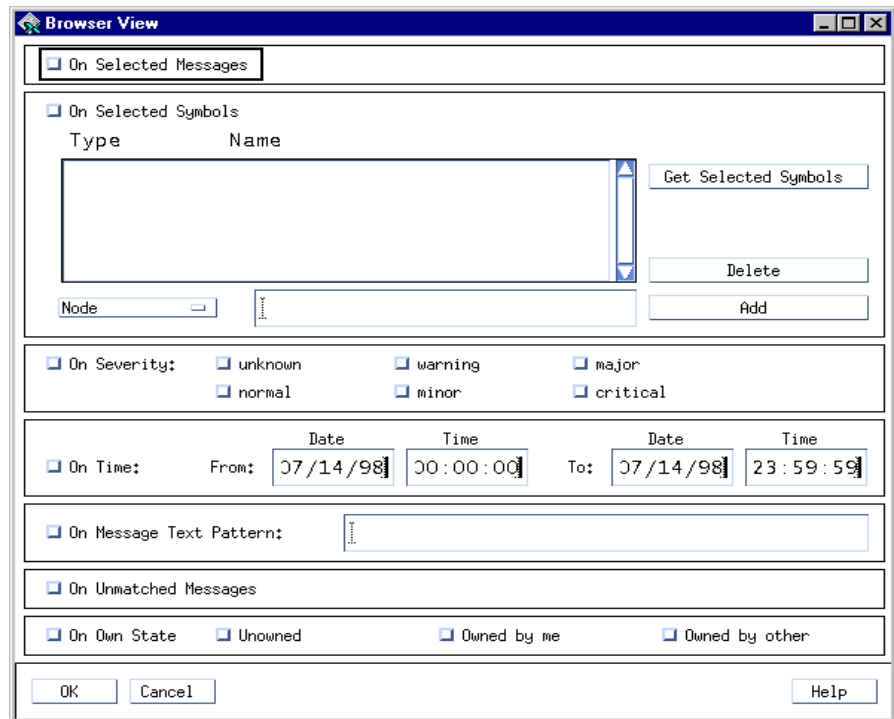 Browser View
On Selected Messages
On Selected Symbols
Type Name
Get Selected Symbols
Delete
Node Add
On Severity: unknown warning major
normal minor critical
Date Time Date Time
On Time: From: 07/14/98 00:00:00 To: 07/14/98 23:59:59
On Message Text Pattern:
On Unmatched Messages
On Own State Unowned Owned by me Owned by other
OK Cancel Help